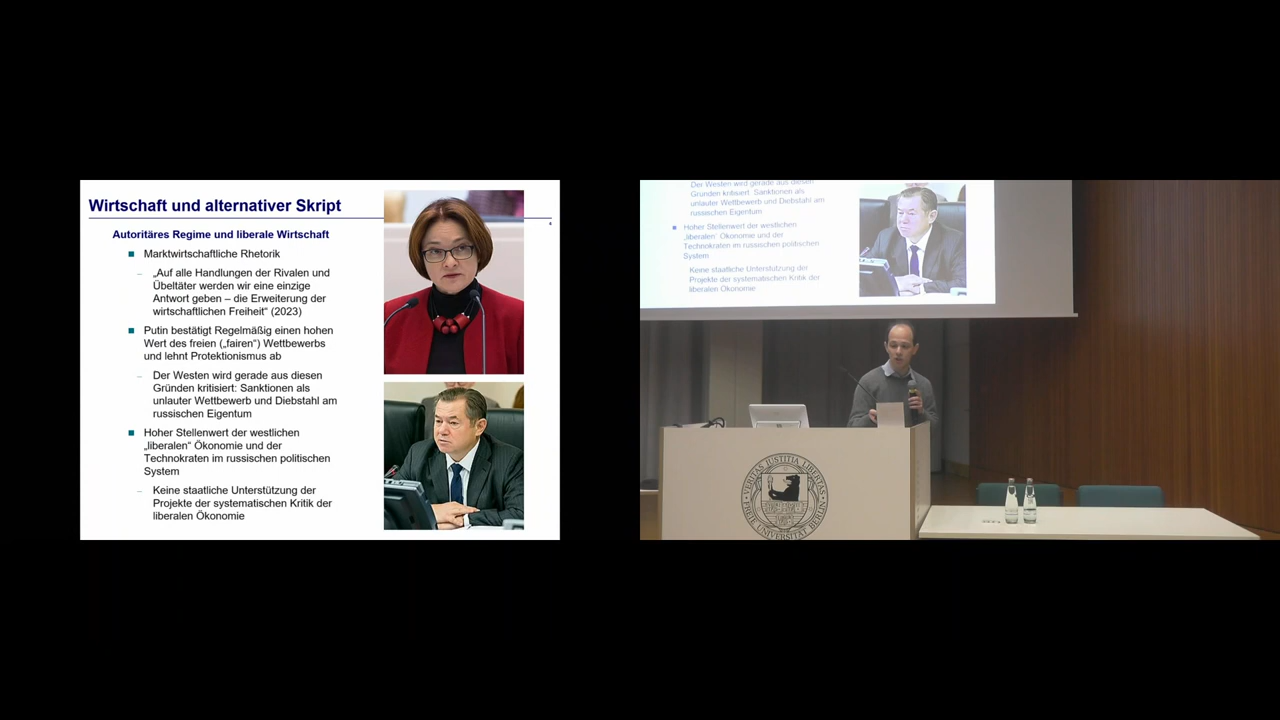 Wirtschaft und alternativer Skript
Autoritäres Regime und liberale Wirtschaft
Marktwirtschaftliche Rhetorik
– „Auf alle Handlungen der Rivalen und
Übeltäter werden wir eine einzige
Antwort geben – die Erweiterung der
wirtschaftlichen Freiheit“ (2023)
Putin bestätigt Regelmäßig einen hohen
Wert des freien („fairen“) Wettbewerbs
und lehnt Protektionismus ab
– Der Westen wird gerade aus diesen
Gründen kritisiert: Sanktionen als
unlauter Wettbewerb und Diebstahl am
russischen Eigentum
Hoher Stellenwert der westlichen
„liberalen“ Ökonomie und der
Technokraten im russischen politischen
System
– Keine staatliche Unterstützung der
Projekte der systematischen Kritik der
liberalen Ökonomie
Der Westen wird gerade aus diesen
Gründen kritisiert: Sanktionen als
unlauter Wettbewerb und Diebstahl am
russischen Eigentum
Hoher Stellenwert der westlichen
„liberalen“ Ökonomie und der
Technokraten im russischen politischen
System
Keine staatliche Unterstützung der
Projekte der systematischen Kritik der
liberalen Ökonomie
VERITAS IUSTITIA LIBERTAS
FREIE UNIVERSITÄT BERLIN